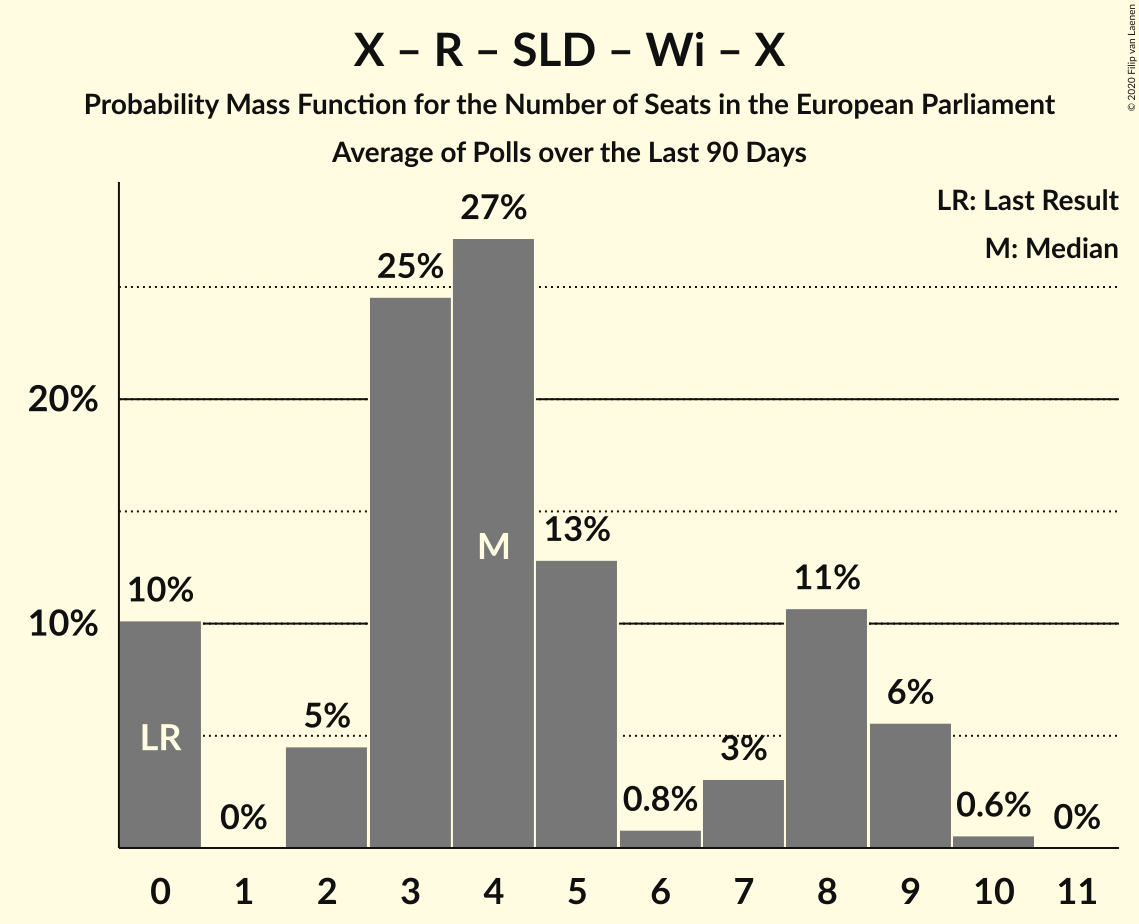 X – R – SLD – Wi – X
Probability Mass Function for the Number of Seats in the European Parliament
Average of Polls over the Last 90 Days
© 2020 Filip van Laenen
LR: Last Result
M: Median
27%
25%
20%
M
13%
11%
10%
10%
6%
LR
5%
3%
0.8%
0.6%
0%
0%
0 1 2 3 4 5 6 7 8 9 10 11